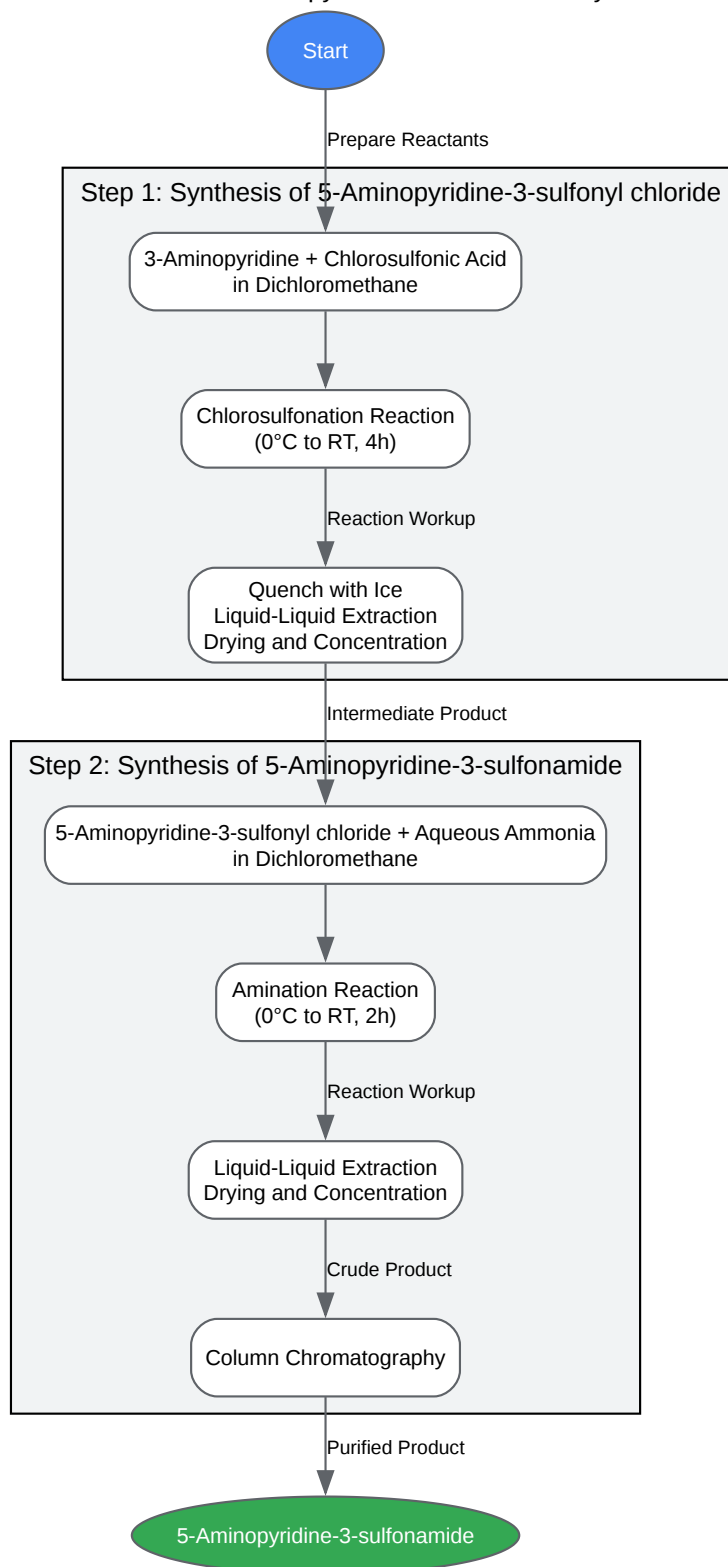 Start
Prepare Reactants
Step 1: Synthesis of 5-Aminopyridine-3-sulfonyl chloride
3-Aminopyridine + Chlorosulfonic Acid
in Dichloromethane
Chlorosulfonation Reaction
(0°C to RT, 4h)
Reaction Workup
Quench with Ice
Liquid-Liquid Extraction
Drying and Concentration
Intermediate Product
Step 2: Synthesis of 5-Aminopyridine-3-sulfonamide
5-Aminopyridine-3-sulfonyl chloride + Aqueous Ammonia
in Dichloromethane
Amination Reaction
(0°C to RT, 2h)
Reaction Workup
Liquid-Liquid Extraction
Drying and Concentration
Crude Product
Column Chromatography
Purified Product
5-Aminopyridine-3-sulfonamide